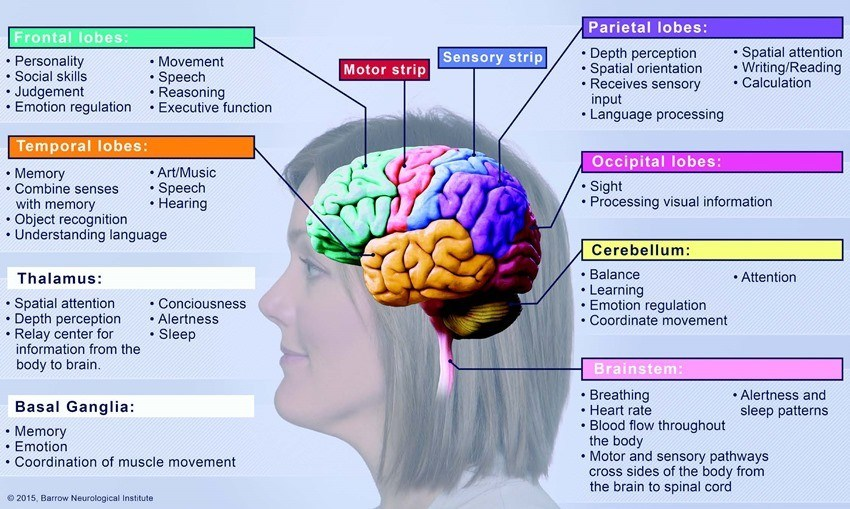 Frontal lobes:
• Personality
• Social skills
• Judgement
• Emotion regulation
• Movement
• Speech
• Reasoning
• Executive function
Temporal lobes:
• Memory
• Combine senses
with memory
• Object recognition
• Understanding language
• Art/Music
• Speech
• Hearing
Thalamus:
• Spatial attention
• Depth perception
• Relay center for
information from the
body to brain.
• Conciousness
• Alertness
• Sleep
Basal Ganglia:
• Memory
• Emotion
• Coordination of muscle movement
© 2015, Barrow Neurological Institute
Motor strip
Sensory strip
Parietal lobes:
• Depth perception
• Spatial orientation
• Receives sensory
input
• Language processing
• Spatial attention
• Writing/Reading
• Calculation
Occipital lobes:
• Sight
• Processing visual information
Cerebellum:
• Balance
• Learning
• Emotion regulation
• Coordinate movement
• Attention
Brainstem:
• Breathing
• Heart rate
• Blood flow throughout
the body
• Motor and sensory pathways
cross sides of the body from
the brain to spinal cord
• Alertness and
sleep patterns